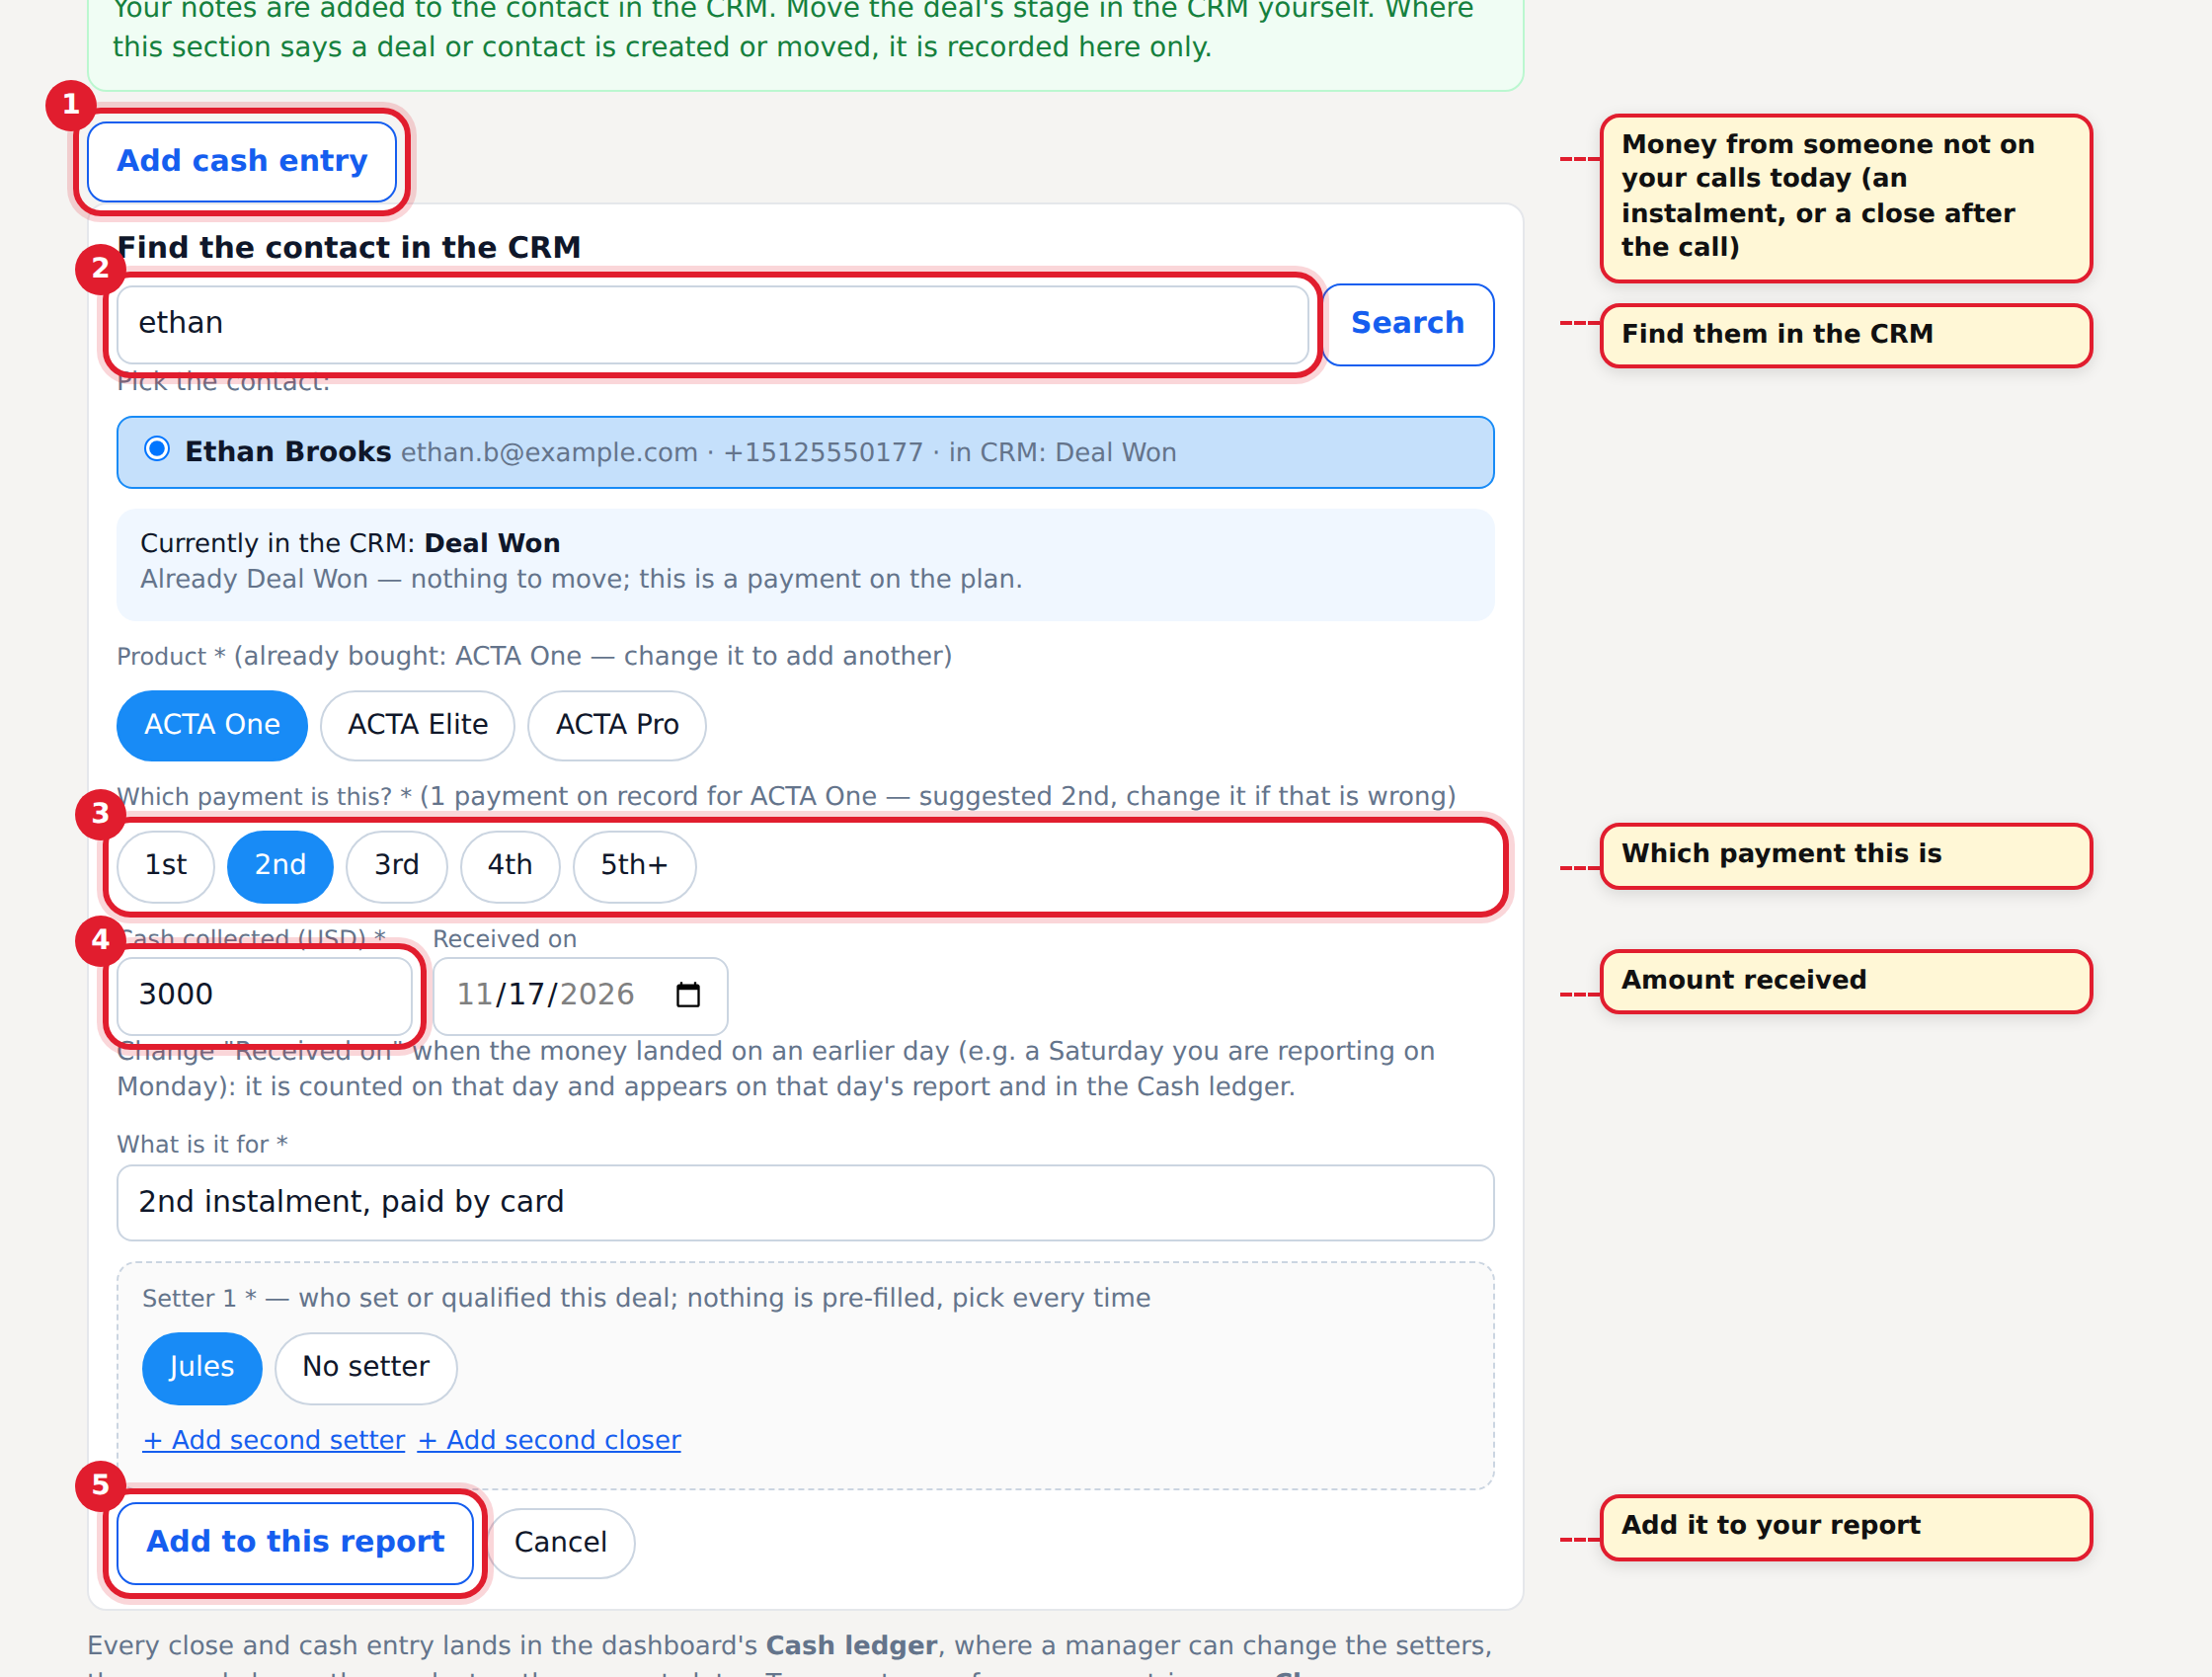 Your notes are added to the contact in the CRM. Move the deal's stage in the CRM yourself. Where
this section says a deal or contact is created or moved, it is recorded here only.
1
Add cash entry
Money from someone not on
your calls today (an
instalment, or a close after
the call)
Find the contact in the CRM
2
ethan
Search
Find them in the CRM
Pick the contact:
Ethan Brooks ethan.b@example.com · +15125550177 · in CRM: Deal Won
Currently in the CRM: Deal Won
Already Deal Won — nothing to move; this is a payment on the plan.
Product * (already bought: ACTA One — change it to add another)
ACTA One ACTA Elite ACTA Pro
Which payment is this? * (1 payment on record for ACTA One — suggested 2nd, change it if that is wrong)
3
1st 2nd 3rd 4th 5th+
Which payment this is
4
Cash collected (USD) * Received on
3000 11/17/2026
Amount received
Change "Received on" when the money landed on an earlier day (e.g. a Saturday you are reporting on
Monday): it is counted on that day and appears on that day's report and in the Cash ledger.
What is it for *
2nd instalment, paid by card
Setter 1 * — who set or qualified this deal; nothing is pre-filled, pick every time
Jules No setter
+ Add second setter + Add second closer
5
Add to this report Cancel
Add it to your report
Every close and cash entry lands in the dashboard's Cash ledger, where a manager can change the setters,